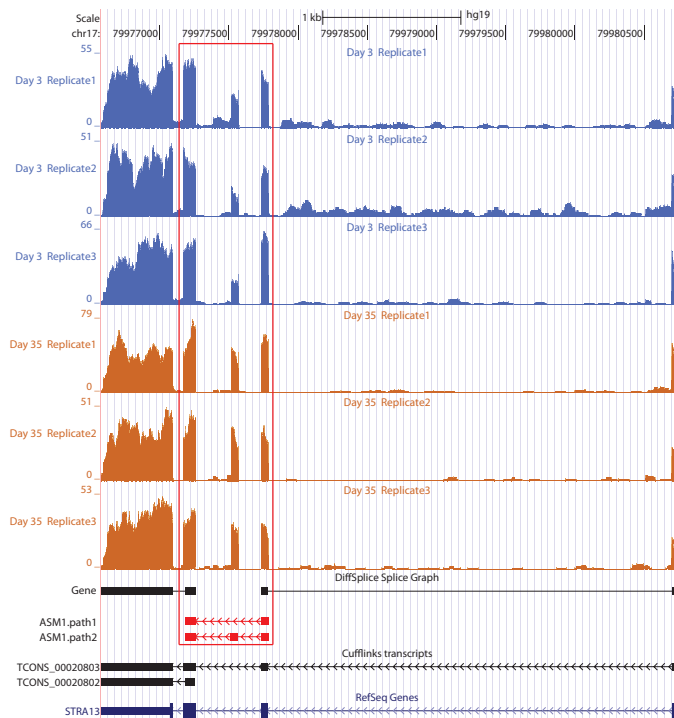 Scale 1 kb hg19
chr17: 79977000 79977500 79978000 79978500 79979000 79979500 79980000 79980500
Day 3 Replicate1
55
Day 3 Replicate1
0
Day 3 Replicate2
51
Day 3 Replicate2
0
Day 3 Replicate3
66
Day 3 Replicate3
0
Day 35 Replicate1
79
Day 35 Replicate1
0
Day 35 Replicate2
51
Day 35 Replicate2
0
Day 35 Replicate3
53
Day 35 Replicate3
0
DiffSplice Splice Graph
Gene
ASM1.path1
ASM1.path2
Cufflinks transcripts
TCONS_00020803
TCONS_00020802
RefSeq Genes
STRA13